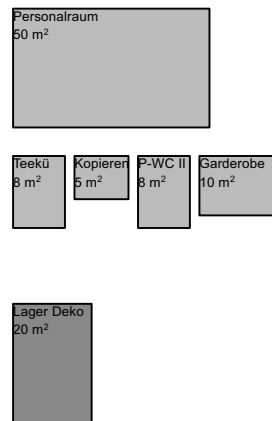 Personalraum
50 m²
Teekü
8 m²
Kopieren
5 m²
P-WC II
8 m²
Garderobe
10 m²
Lager Deko
20 m²